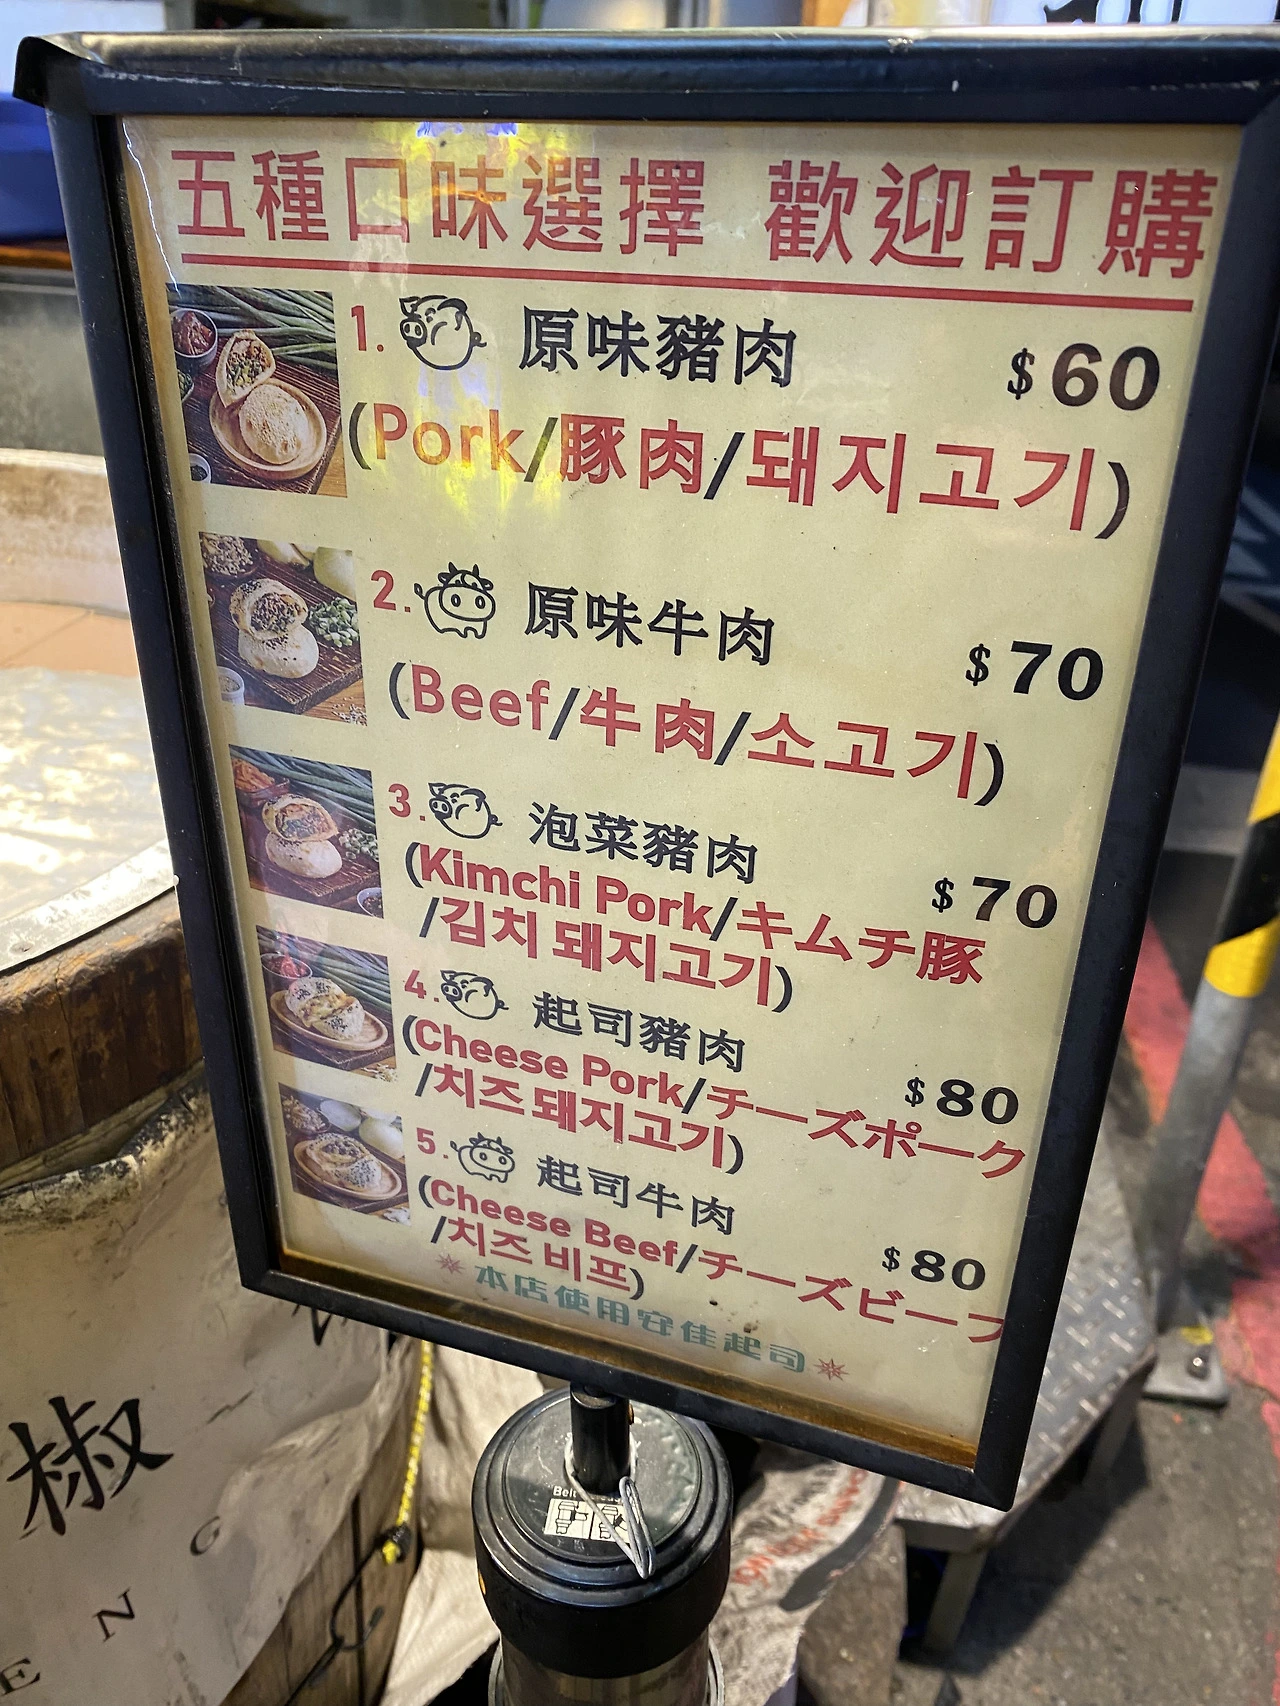 五種口味選擇 歡迎訂購
1. 原味豬肉 $60
(Pork/豚肉/돼지고기)
2. 原味牛肉 $70
(Beef/牛肉/소고기)
3. 泡菜豬肉 $70
(Kimchi Pork/キムチ豚
/김치 돼지고기)
4. 起司豬肉 $80
(Cheese Pork/チーズポーク
/치즈 돼지고기)
5. 起司牛肉 $80
(Cheese Beef/チーズビーフ
/치즈 비프)
本店使用安佳起司
椒
G
N
E
Belt